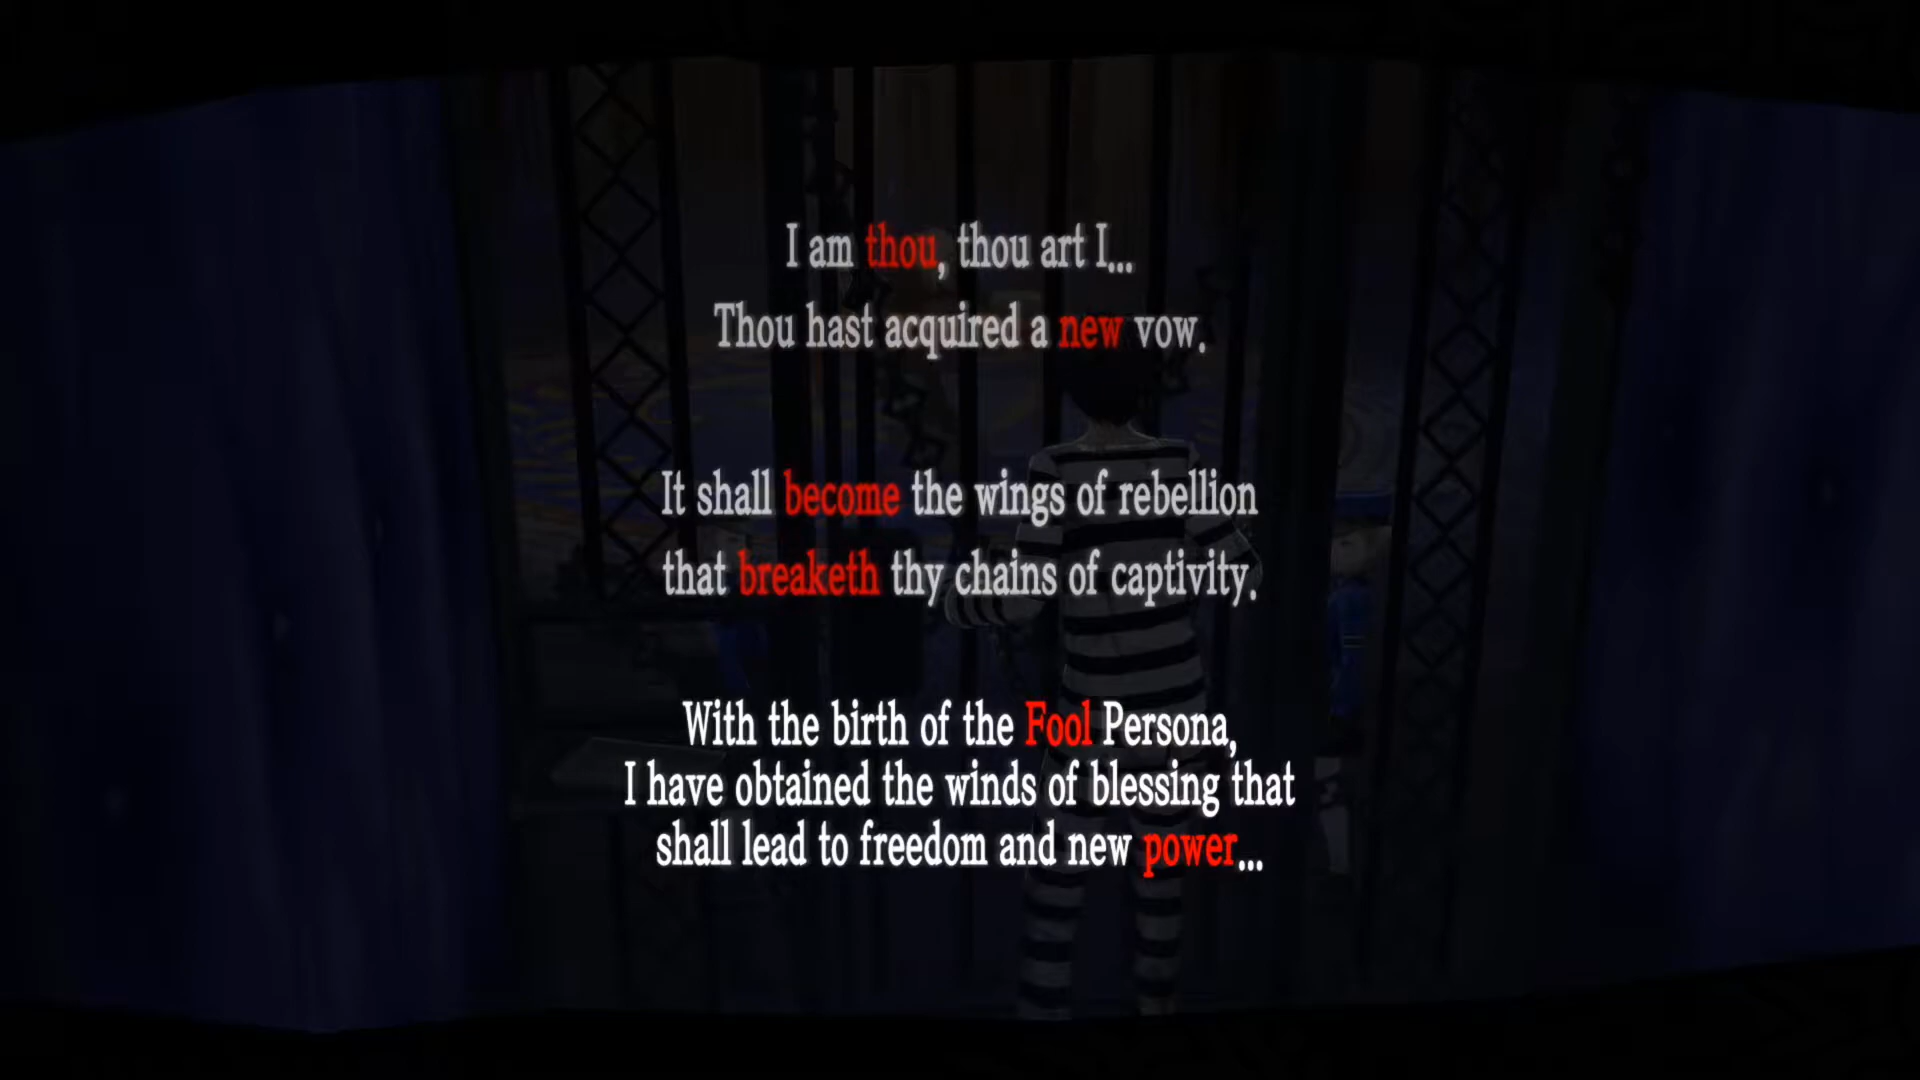 I am thou, thou art I...
Thou hast acquired a new vow.
It shall become the wings of rebellion
that breaketh thy chains of captivity.
With the birth of the Fool Persona,
I have obtained the winds of blessing that
shall lead to freedom and new power...